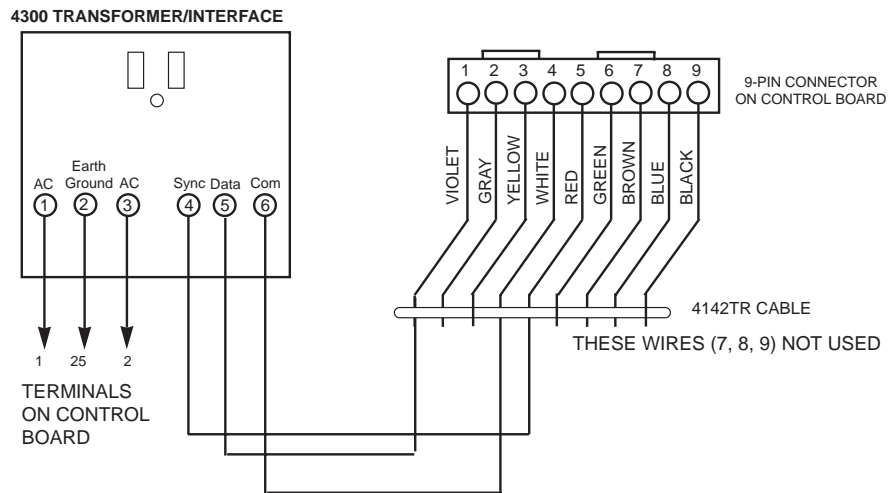 4300 TRANSFORMER/INTERFACE
1 2 3 4 5 6 7 8 9
9-PIN CONNECTOR
ON CONTROL BOARD
VIOLET
GRAY
YELLOW
WHITE
RED
GREEN
BROWN
BLUE
BLACK
Earth
AC Ground AC Sync Data Com
1 2 3 4 5 6
4142TR CABLE
THESE WIRES (7, 8, 9) NOT USED
1 25 2
TERMINALS
ON CONTROL
BOARD